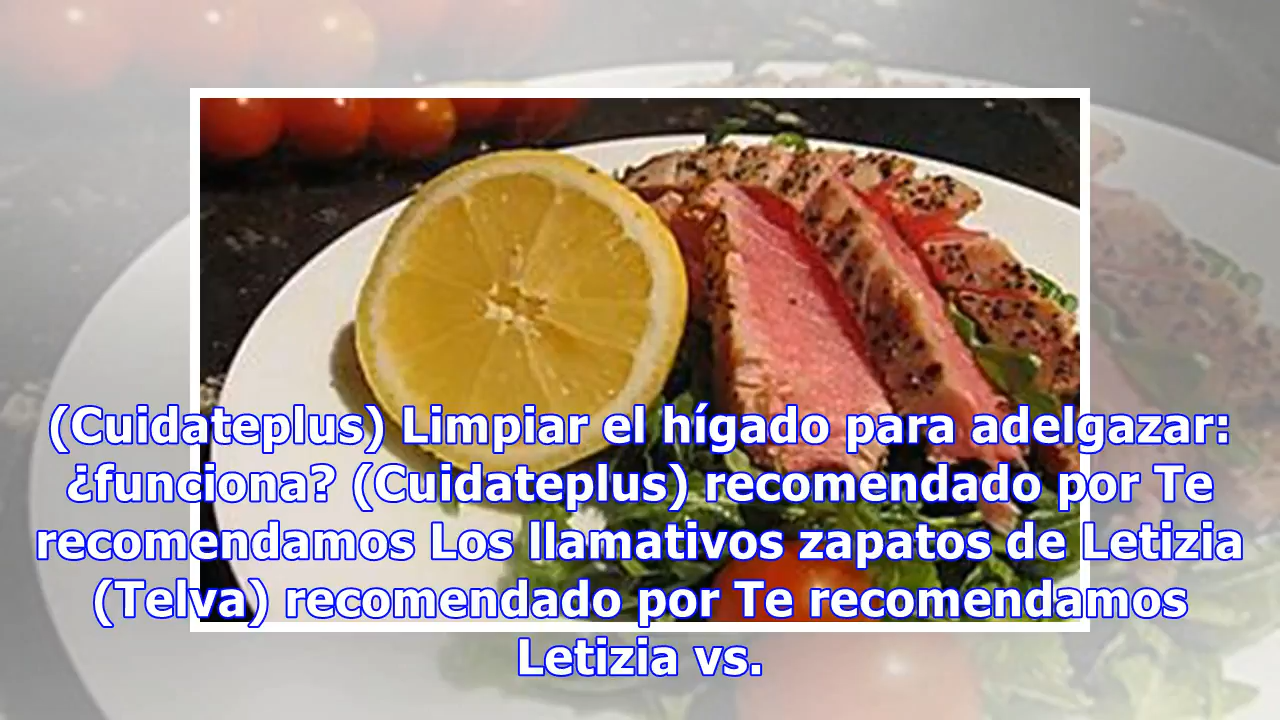 (Cuidateplus) Limpiar el hígado para adelgazar:
¿funciona? (Cuidateplus) recomendado por Te
recomendamos Los llamativos zapatos de Letizia
(Telva) recomendado por Te recomendamos
Letizia vs.